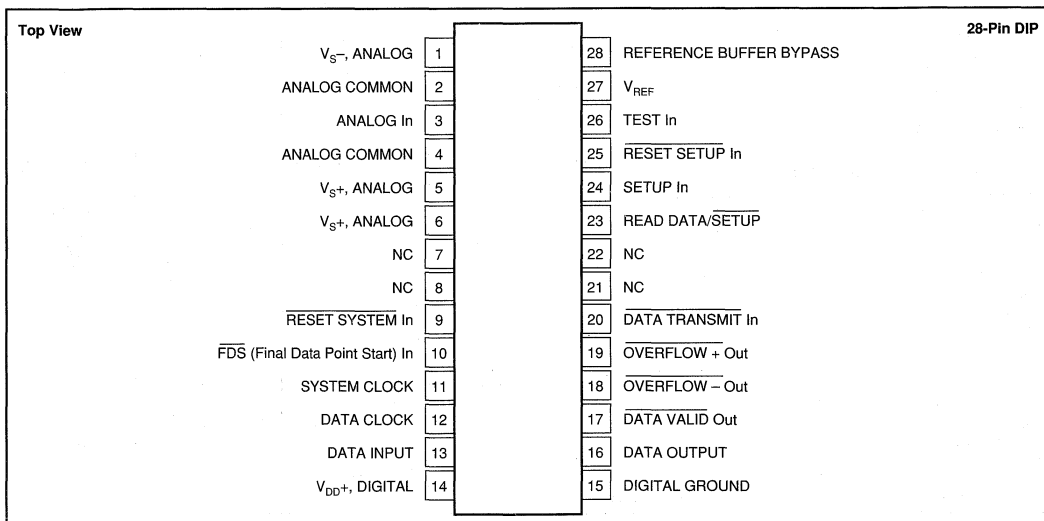 Top View
28-Pin DIP
V_S–, ANALOG 1
ANALOG COMMON 2
ANALOG In 3
ANALOG COMMON 4
V_S+, ANALOG 5
V_S+, ANALOG 6
NC 7
NC 8
RESET SYSTEM In 9
FDS (Final Data Point Start) In 10
SYSTEM CLOCK 11
DATA CLOCK 12
DATA INPUT 13
V_DD+, DIGITAL 14
28 REFERENCE BUFFER BYPASS
27 V_REF
26 TEST In
25 RESET SETUP In
24 SETUP In
23 READ DATA/SETUP
22 NC
21 NC
20 DATA TRANSMIT In
19 OVERFLOW + Out
18 OVERFLOW – Out
17 DATA VALID Out
16 DATA OUTPUT
15 DIGITAL GROUND